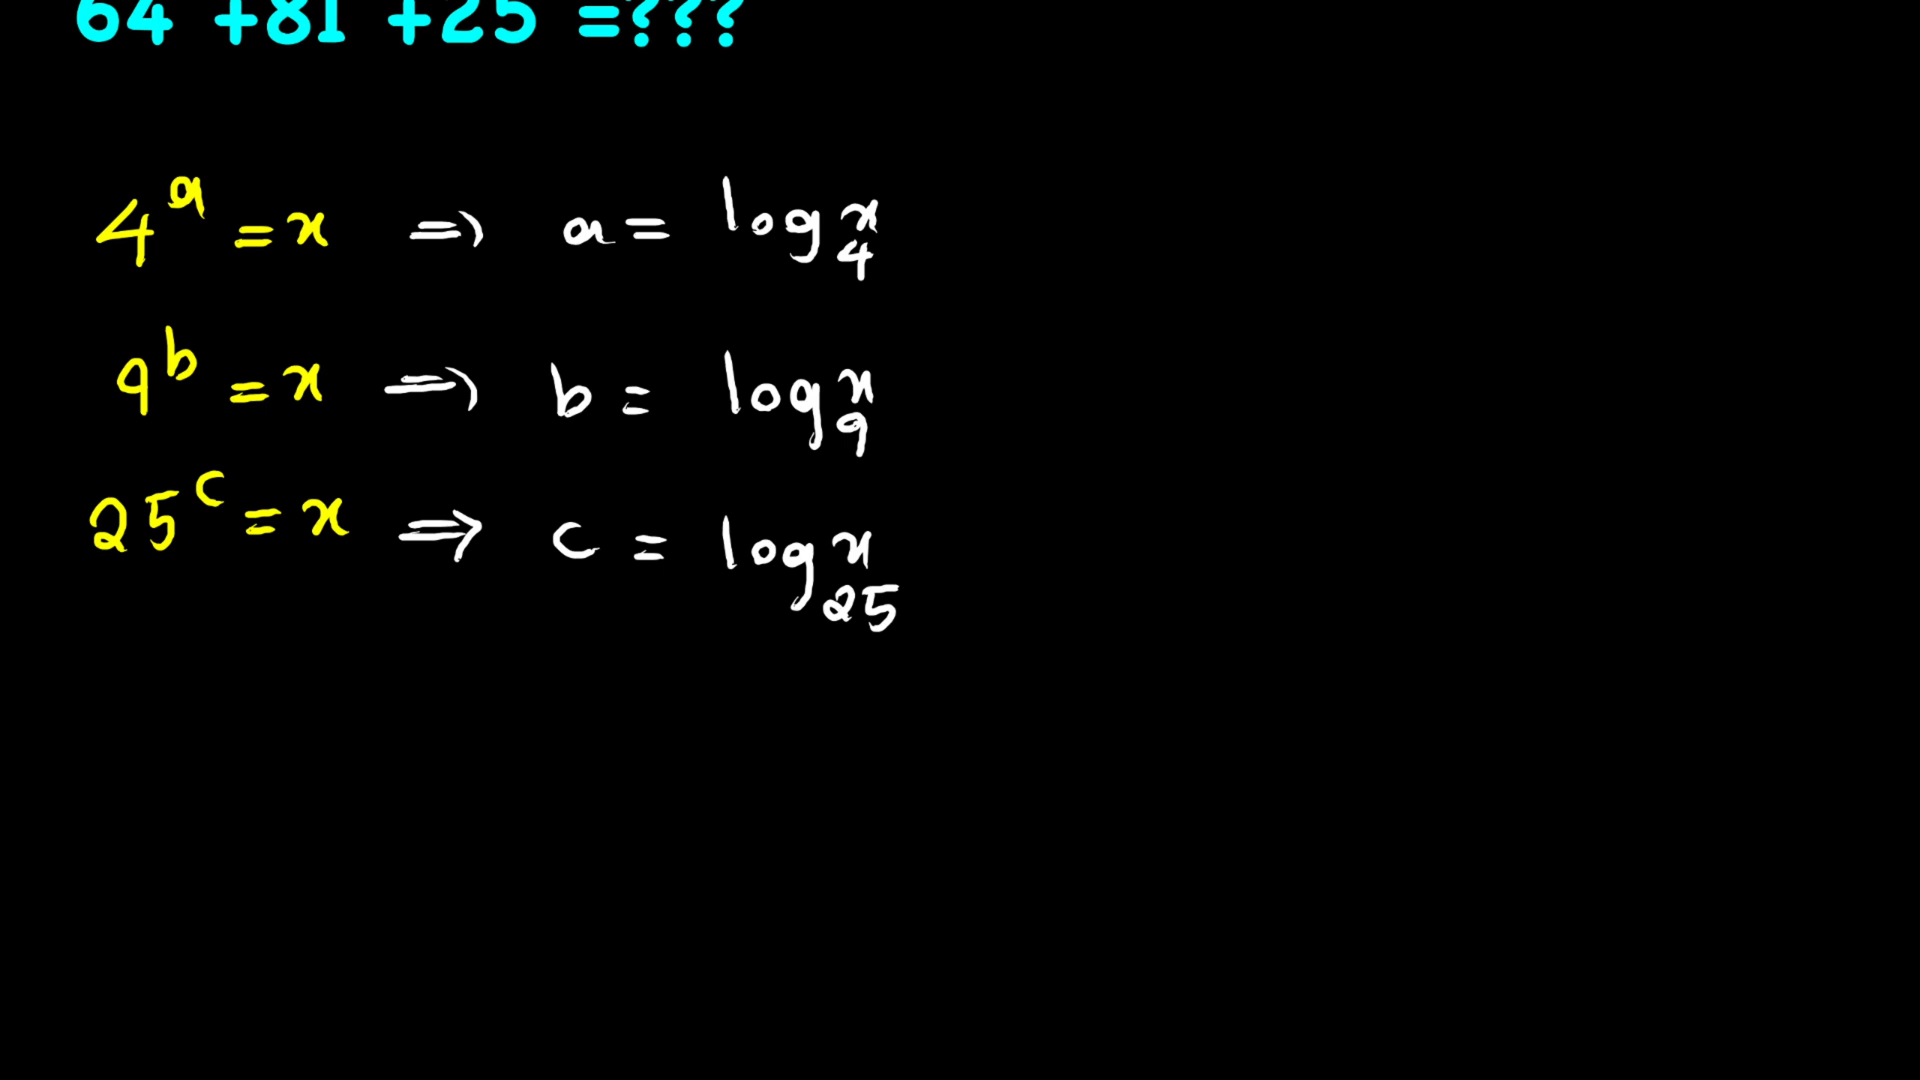 64 +81 +25 =???
4^a = x ⇒ a = log_4^x
9^b = x ⇒ b = log_9^x
25^c = x ⇒ c = log_25^x